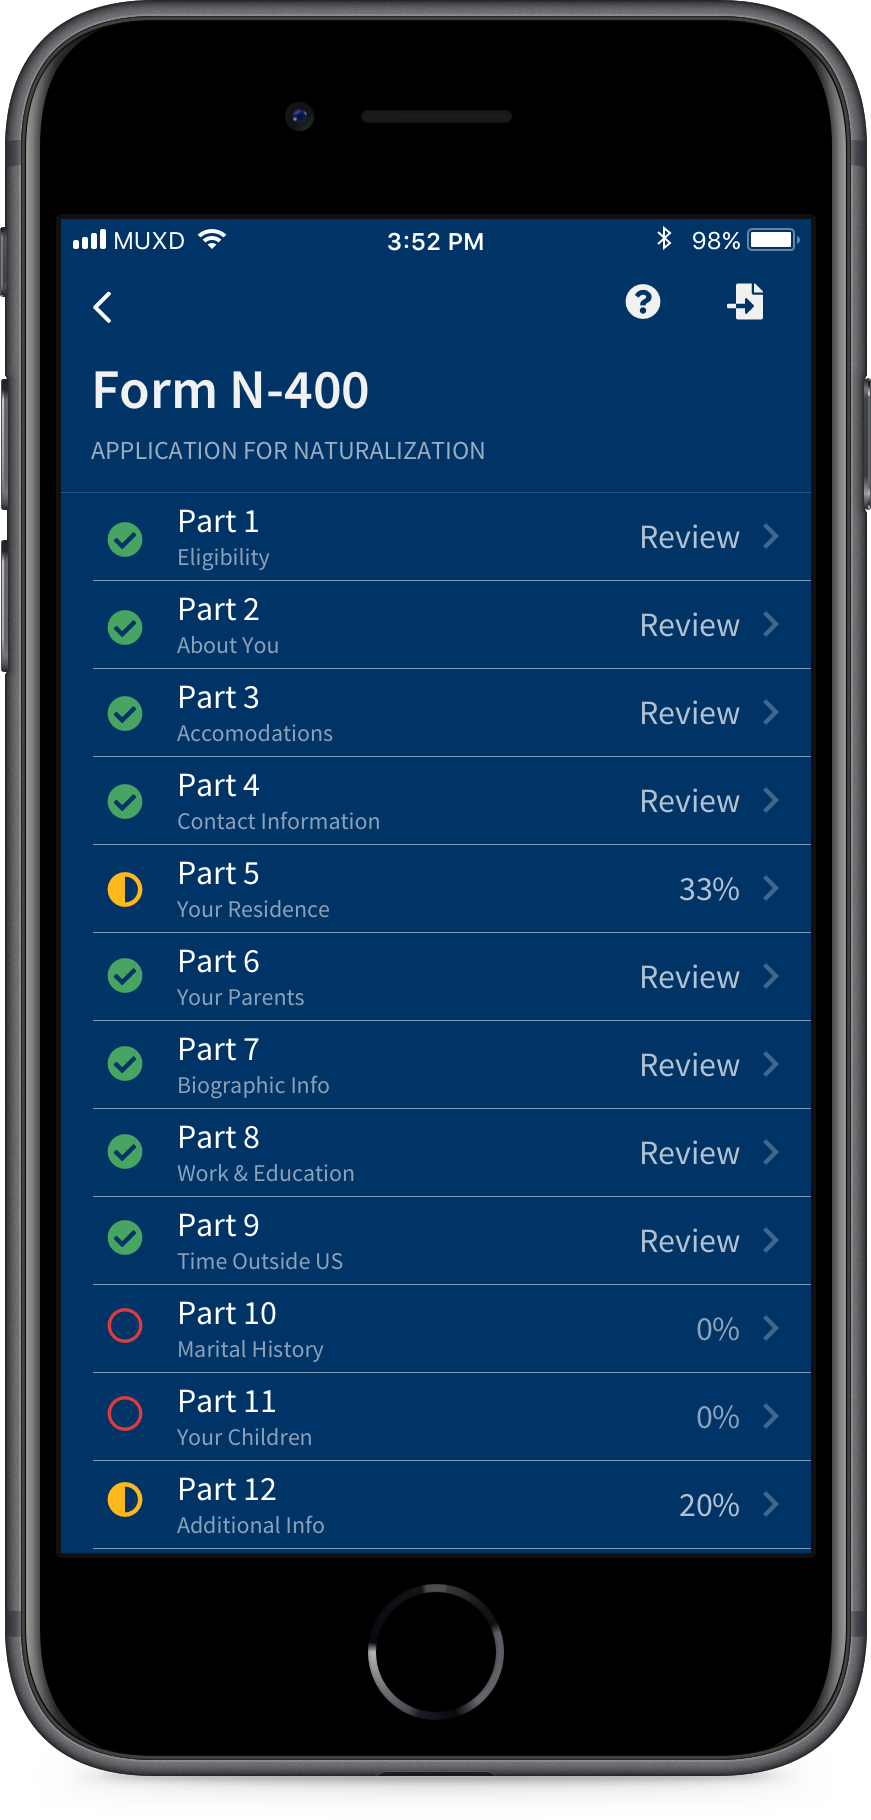 MUXD 3:52 PM 98%
Form N-400
APPLICATION FOR NATURALIZATION
Part 1
Eligibility
Review
Part 2
About You
Review
Part 3
Accomodations
Review
Part 4
Contact Information
Review
Part 5
Your Residence
33%
Part 6
Your Parents
Review
Part 7
Biographic Info
Review
Part 8
Work & Education
Review
Part 9
Time Outside US
Review
Part 10
Marital History
0%
Part 11
Your Children
0%
Part 12
Additional Info
20%